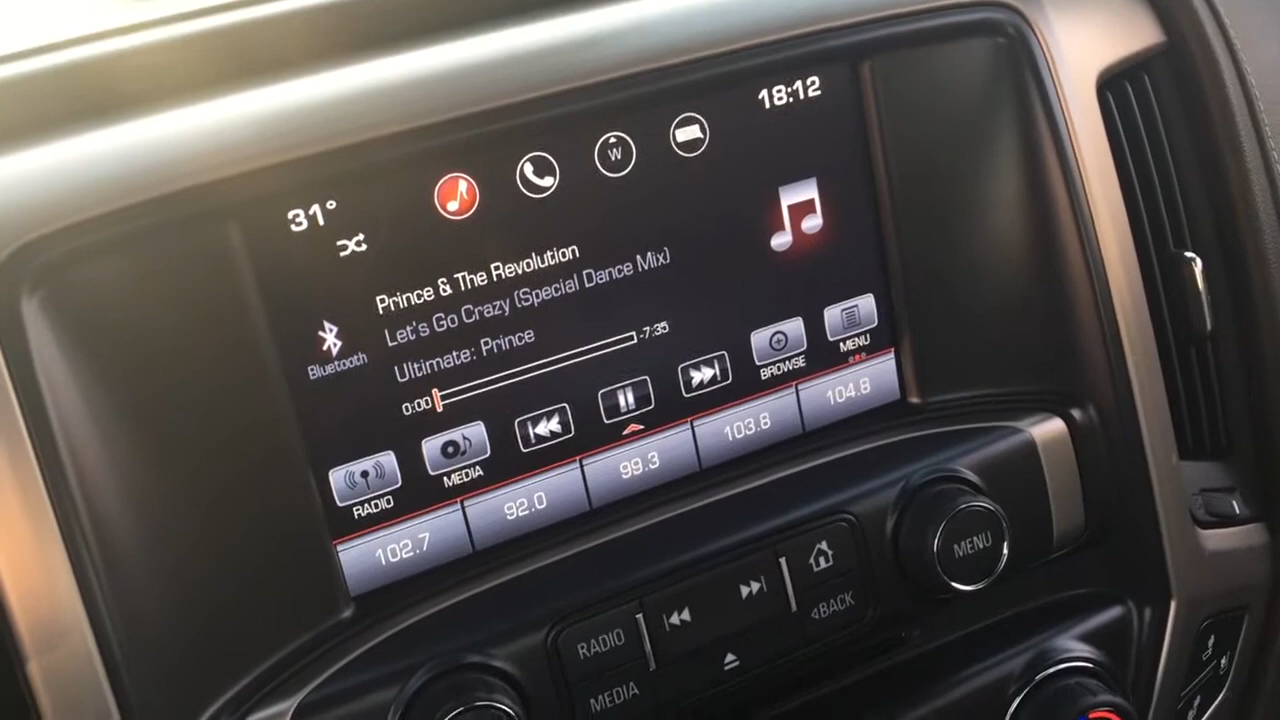 18:12
W
31°
Prince & The Revolution
Let's Go Crazy (Special Dance Mix)
Ultimate: Prince
Bluetooth
0:00
-7:35
RADIO
MEDIA
BROWSE
MENU
102.7
92.0
99.3
103.8
104.8
MENU
RADIO
BACK
MEDIA